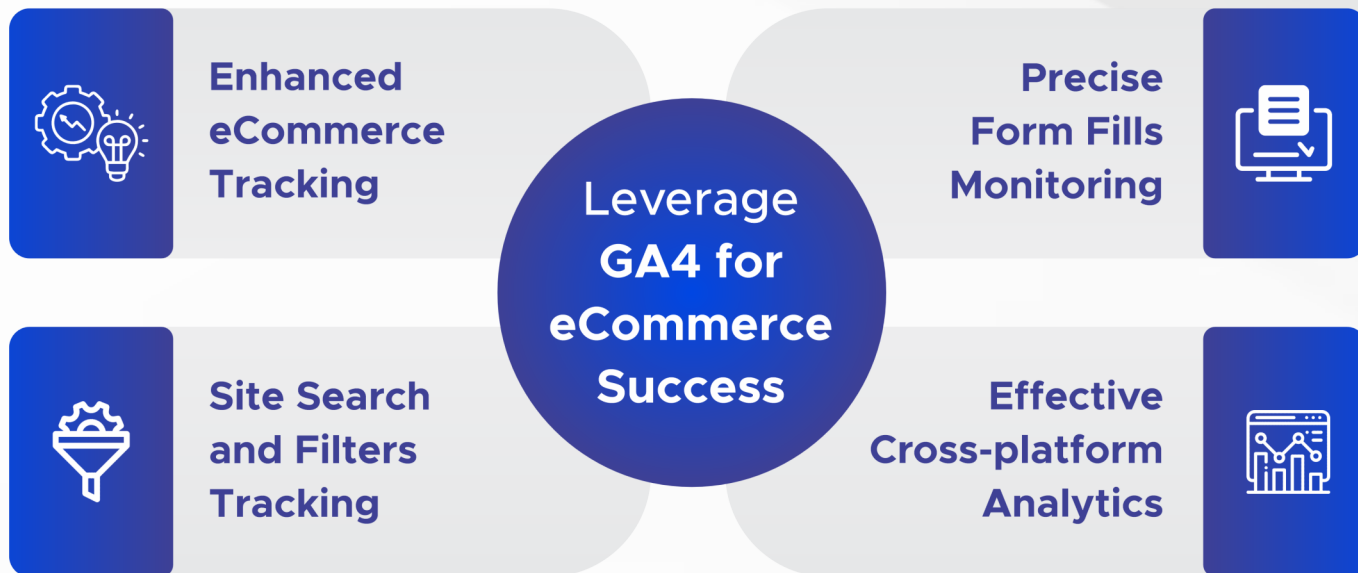 Enhanced
eCommerce
Tracking
Precise
Form Fills
Monitoring
Leverage
GA4 for
eCommerce
Success
Site Search
and Filters
Tracking
Effective
Cross-platform
Analytics